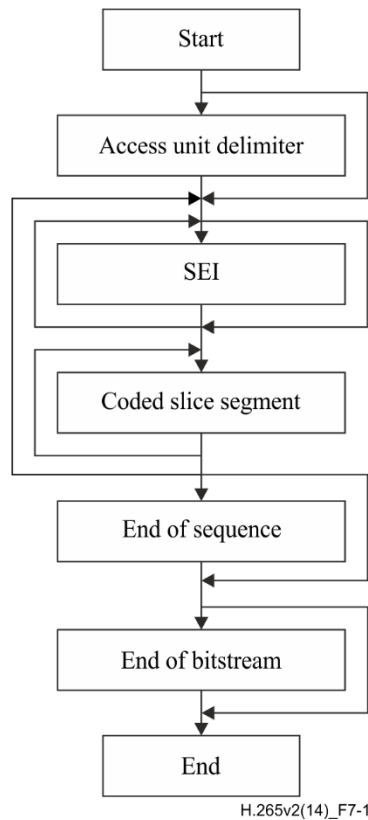 Start
Access unit delimiter
SEI
Coded slice segment
End of sequence
End of bitstream
End
H.265v2(14)_F7-1